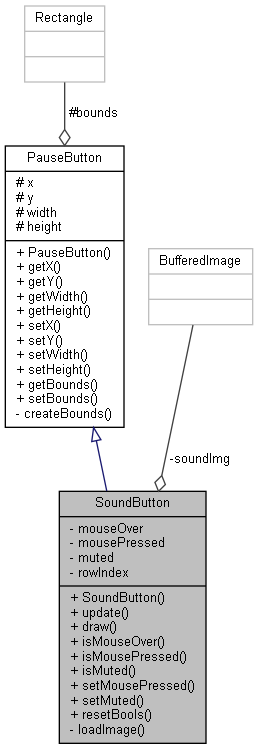 Rectangle
#bounds
PauseButton
# x
# y
# width
# height
+ PauseButton()
+ getX()
+ getY()
+ getWidth()
+ getHeight()
+ setX()
+ setY()
+ setWidth()
+ setHeight()
+ getBounds()
+ setBounds()
- createBounds()
BufferedImage
-soundImg
SoundButton
- mouseOver
- mousePressed
- muted
- rowIndex
+ SoundButton()
+ update()
+ draw()
+ isMouseOver()
+ isMousePressed()
+ isMuted()
+ setMousePressed()
+ setMuted()
+ resetBools()
- loadImage()